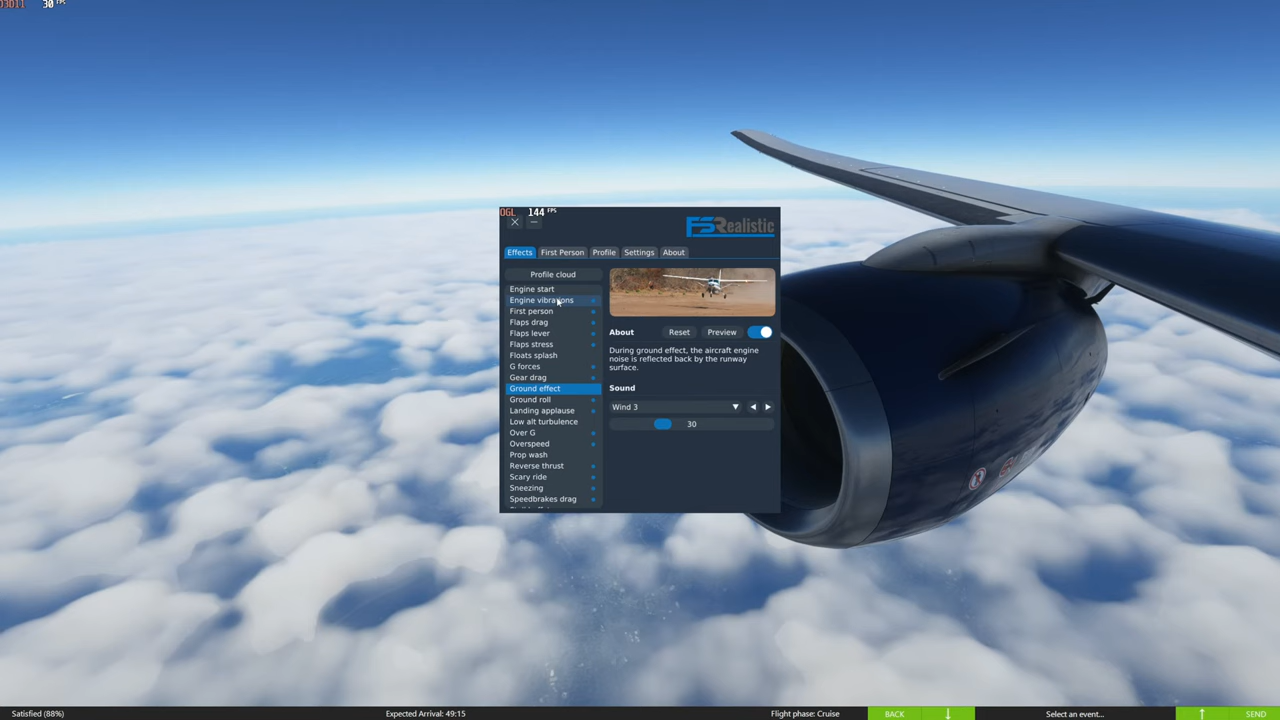 D3D11 30 FPS
OGL 144 FPS
FSRealistic
Effects First Person Profile Settings About
Profile cloud
Engine start
Engine vibrations
First person
Flaps drag
Flaps lever
Flaps stress
Floats splash
G forces
Gear drag
Ground effect
Ground roll
Landing applause
Low alt turbulence
Over G
Overspeed
Prop wash
Reverse thrust
Scary ride
Sneezing
Speedbrakes drag
About Reset Preview
During ground effect, the aircraft engine
noise is reflected back by the runway
surface.
Sound
Wind 3
30
Satisfied (88%) Expected Arrival: 49:15 Flight phase: Cruise BACK Select an event... SEND